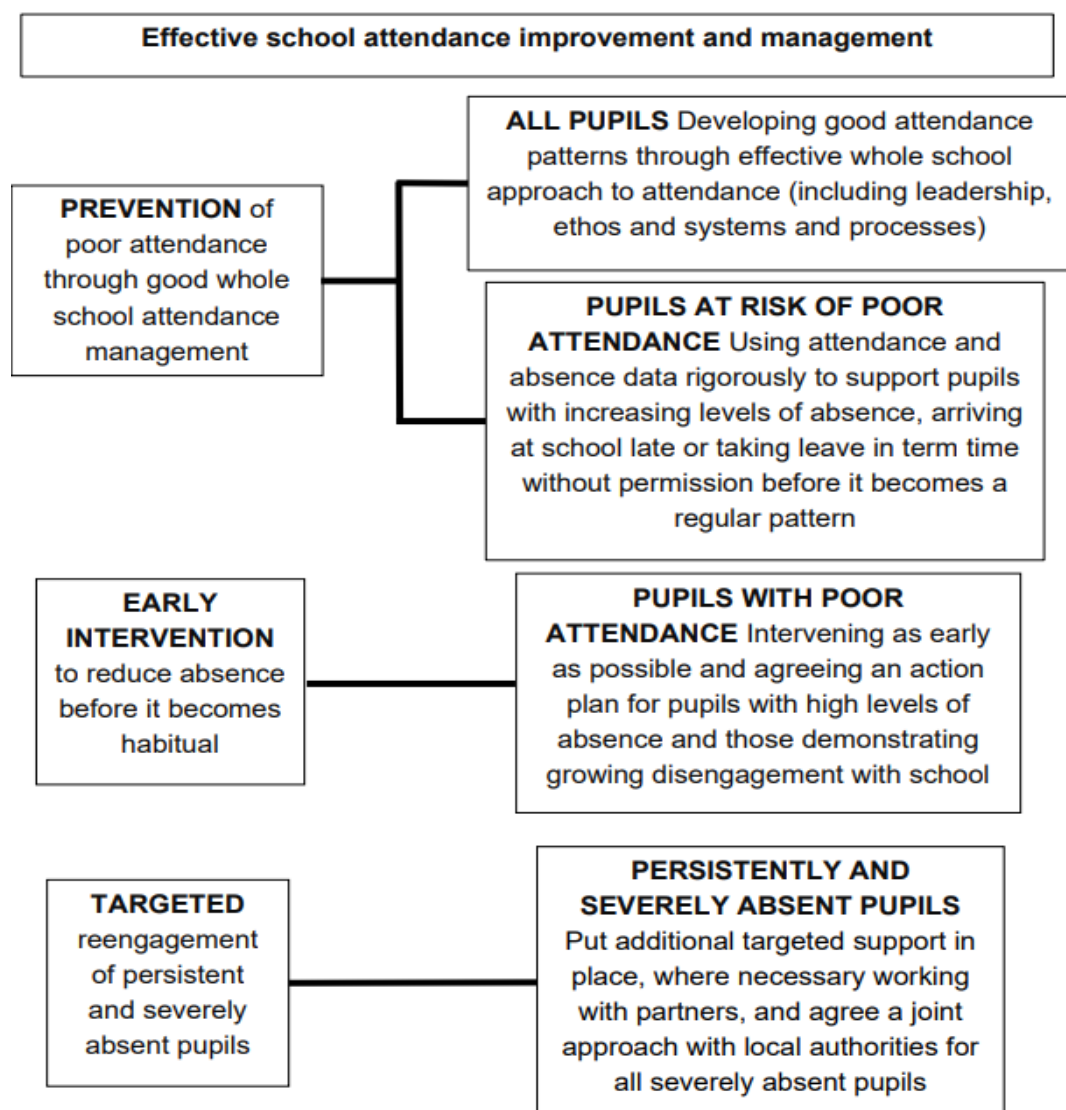 Effective school attendance improvement and management
ALL PUPILS Developing good attendance
patterns through effective whole school
approach to attendance (including leadership,
ethos and systems and processes)
PREVENTION of
poor attendance
through good whole
school attendance
management
PUPILS AT RISK OF POOR
ATTENDANCE Using attendance and
absence data rigorously to support pupils
with increasing levels of absence, arriving
at school late or taking leave in term time
without permission before it becomes a
regular pattern
EARLY
INTERVENTION
to reduce absence
before it becomes
habitual
PUPILS WITH POOR
ATTENDANCE Intervening as early
as possible and agreeing an action
plan for pupils with high levels of
absence and those demonstrating
growing disengagement with school
TARGETED
reengagement
of persistent
and severely
absent pupils
PERSISTENTLY AND
SEVERELY ABSENT PUPILS
Put additional targeted support in
place, where necessary working
with partners, and agree a joint
approach with local authorities for
all severely absent pupils